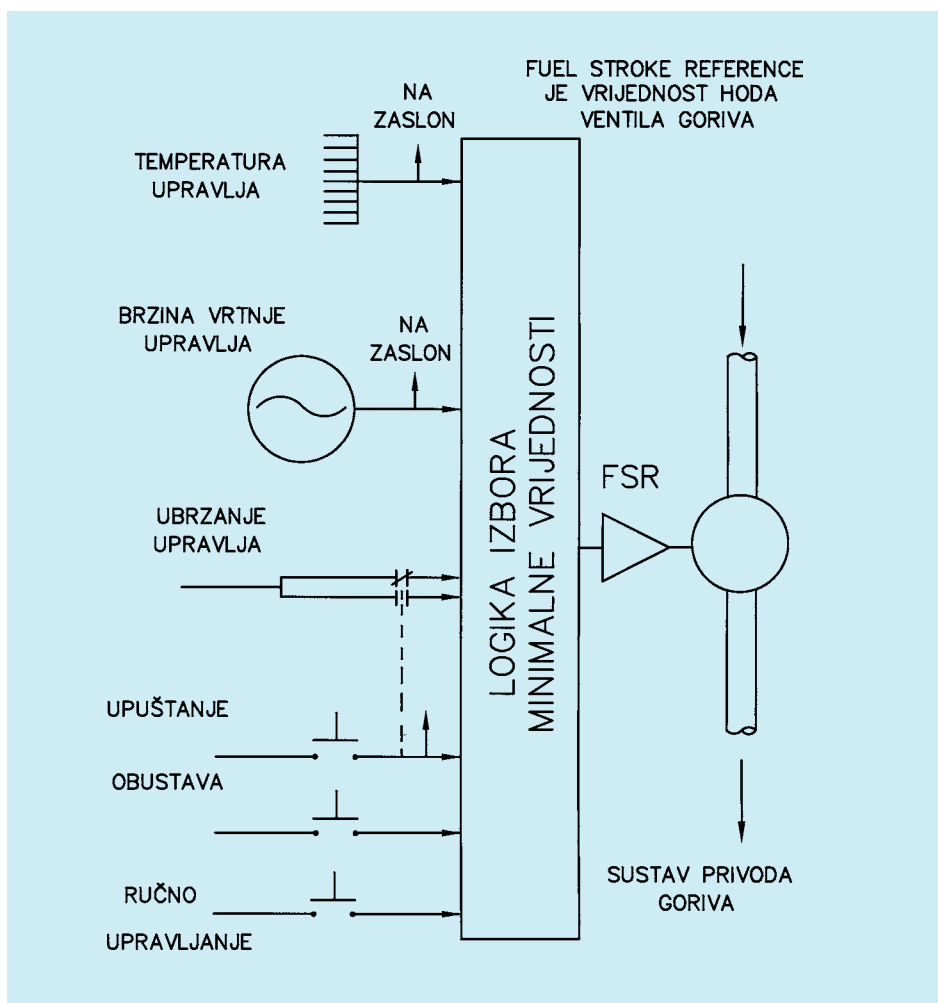 FUEL STROKE REFERENCE
JE VRIJEDNOST HODA
VENTILA GORIVA
NA
ZASLON
TEMPERATURA
UPRAVLJA
BRZINA VRTNJE
UPRAVLJA
NA
ZASLON
LOGIKA IZBORA
MINIMALNE VRIJEDNOSTI
FSR
UBRZANJE
UPRAVLJA
UPUŠTANJE
OBUSTAVA
RUČNO
UPRAVLJANJE
SUSTAV PRIVODA
GORIVA